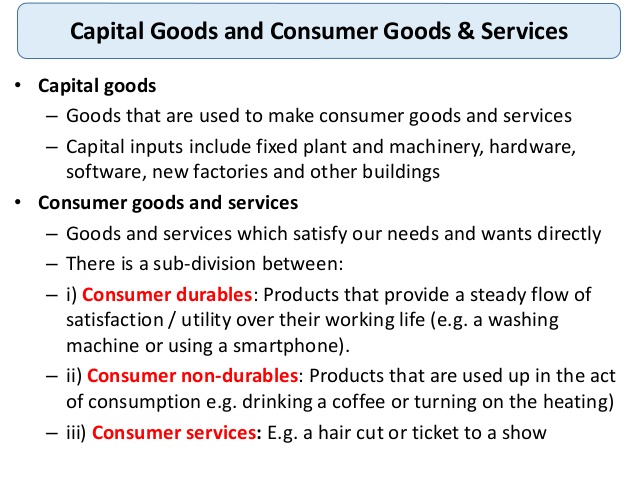 Capital Goods and Consumer Goods & Services
• Capital goods
– Goods that are used to make consumer goods and services
– Capital inputs include fixed plant and machinery, hardware,
software, new factories and other buildings
• Consumer goods and services
– Goods and services which satisfy our needs and wants directly
– There is a sub-division between:
– i) Consumer durables: Products that provide a steady flow of
satisfaction / utility over their working life (e.g. a washing
machine or using a smartphone).
– ii) Consumer non-durables: Products that are used up in the act
of consumption e.g. drinking a coffee or turning on the heating)
– iii) Consumer services: E.g. a hair cut or ticket to a show